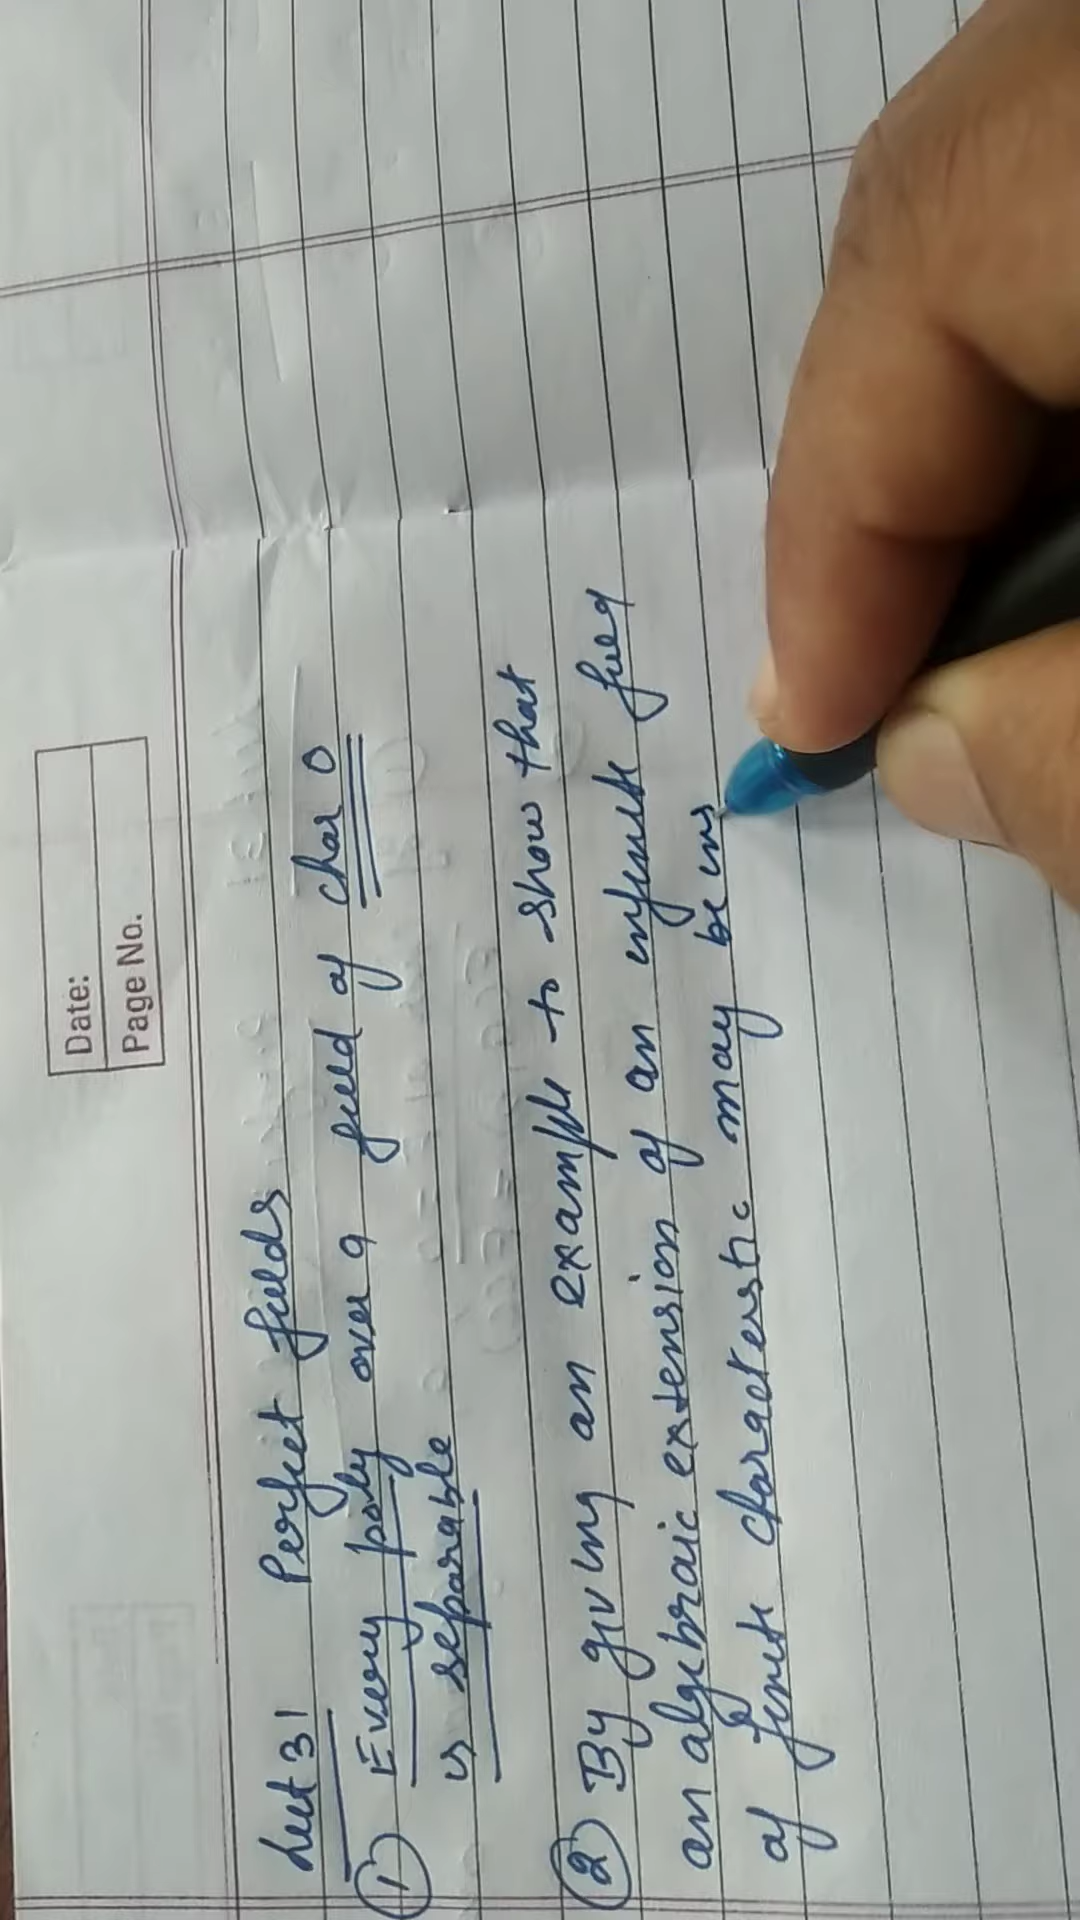 Date:
Page No.
Lect 31 Perfect fields
① Every poly over a field of char 0
is separable
② By giving an example to show that
an algebraic extension of an infinite field
of finite characterstic may be ins